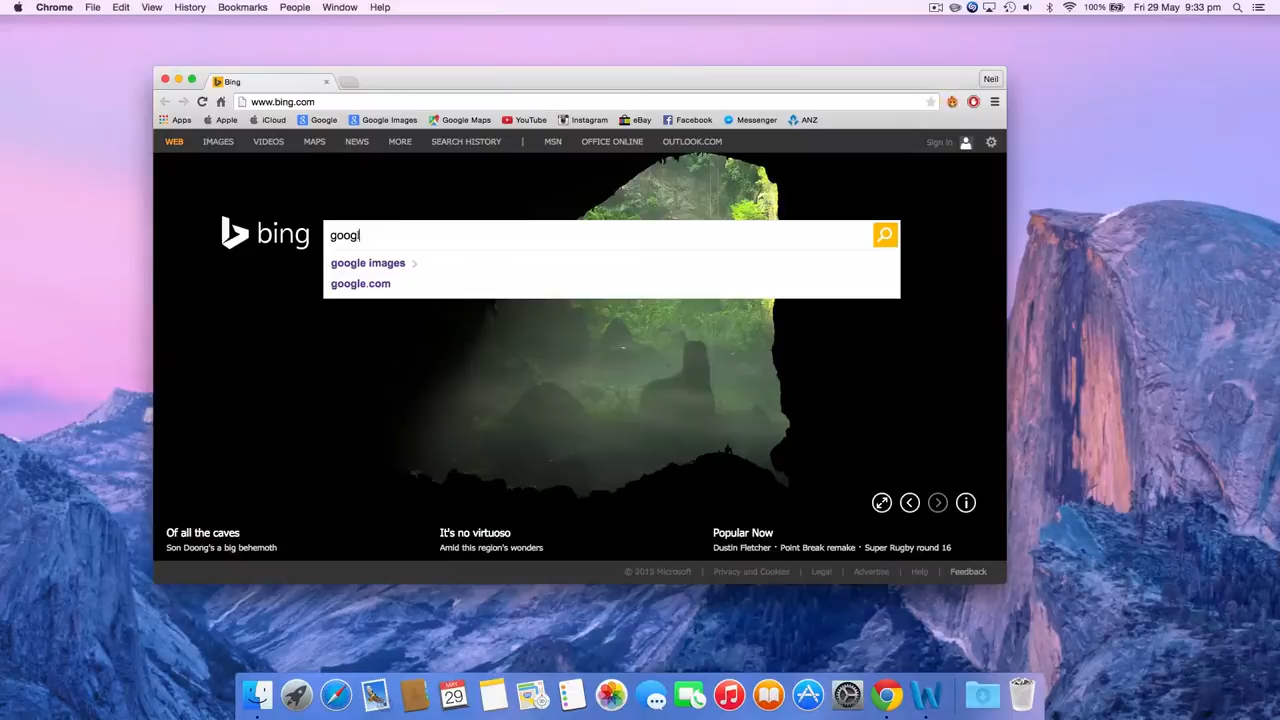 Chrome File Edit View History Bookmarks People Window Help 100% Fri 29 May 9:33 pm
Bing Neil
www.bing.com
Apps Apple iCloud Google Google Images Google Maps YouTube Instagram eBay Facebook Messenger ANZ
WEB IMAGES VIDEOS MAPS NEWS MORE SEARCH HISTORY | MSN OFFICE ONLINE OUTLOOK.COM Sign in
bing googl
google images
google.com
Of all the caves It's no virtuoso Popular Now
Son Doong's a big behemoth Amid this region's wonders Dustin Fletcher · Point Break remake · Super Rugby round 16
© 2015 Microsoft | Privacy and Cookies | Legal | Advertise | Help | Feedback
MAY
29